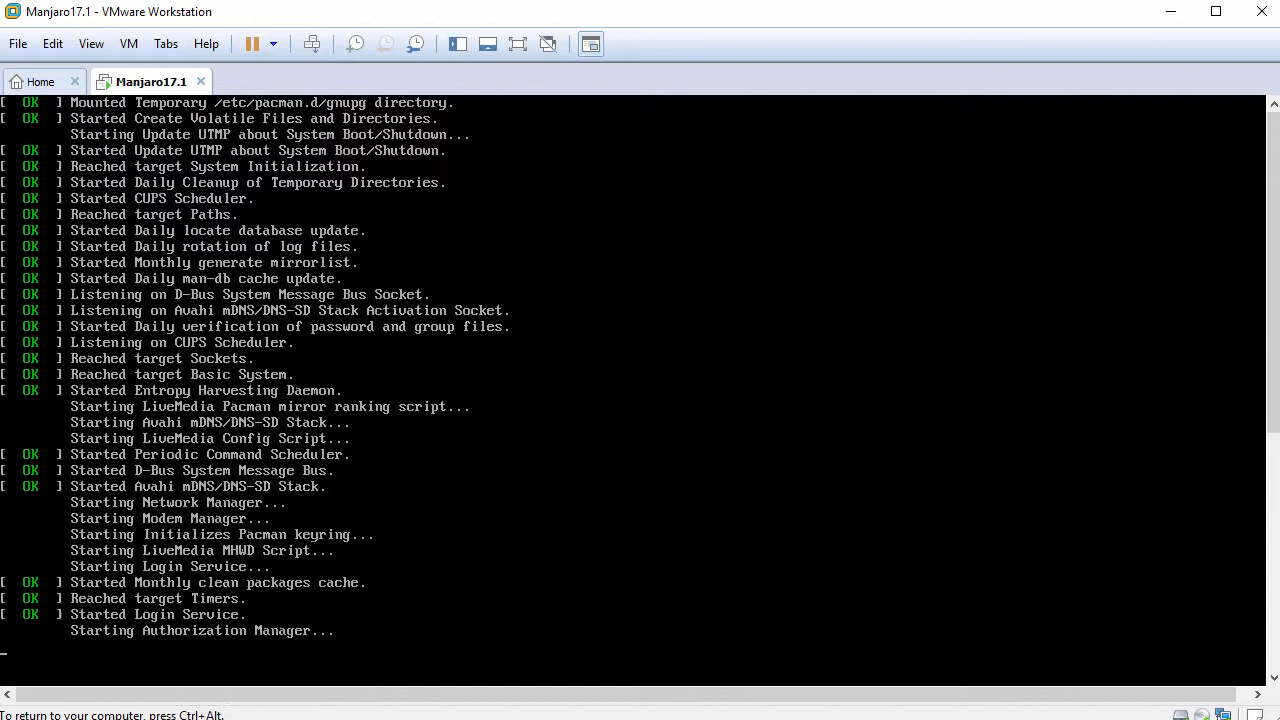 Manjaro17.1 - VMware Workstation
File Edit View VM Tabs Help
Home Manjaro17.1
[ OK ] Mounted Temporary /etc/pacman.d/gnupg directory.
[ OK ] Started Create Volatile Files and Directories.
Starting Update UTMP about System Boot/Shutdown...
[ OK ] Started Update UTMP about System Boot/Shutdown.
[ OK ] Reached target System Initialization.
[ OK ] Started Daily Cleanup of Temporary Directories.
[ OK ] Started CUPS Scheduler.
[ OK ] Reached target Paths.
[ OK ] Started Daily locate database update.
[ OK ] Started Daily rotation of log files.
[ OK ] Started Monthly generate mirrorlist.
[ OK ] Started Daily man-db cache update.
[ OK ] Listening on D-Bus System Message Bus Socket.
[ OK ] Listening on Avahi mDNS/DNS-SD Stack Activation Socket.
[ OK ] Started Daily verification of password and group files.
[ OK ] Listening on CUPS Scheduler.
[ OK ] Reached target Sockets.
[ OK ] Reached target Basic System.
[ OK ] Started Entropy Harvesting Daemon.
Starting LiveMedia Pacman mirror ranking script...
Starting Avahi mDNS/DNS-SD Stack...
Starting LiveMedia Config Script...
[ OK ] Started Periodic Command Scheduler.
[ OK ] Started D-Bus System Message Bus.
[ OK ] Started Avahi mDNS/DNS-SD Stack.
Starting Network Manager...
Starting Modem Manager...
Starting Initializes Pacman keyring...
Starting LiveMedia MHWD Script...
Starting Login Service...
[ OK ] Started Monthly clean packages cache.
[ OK ] Reached target Timers.
[ OK ] Started Login Service.
Starting Authorization Manager...
To return to your computer, press Ctrl+Alt.